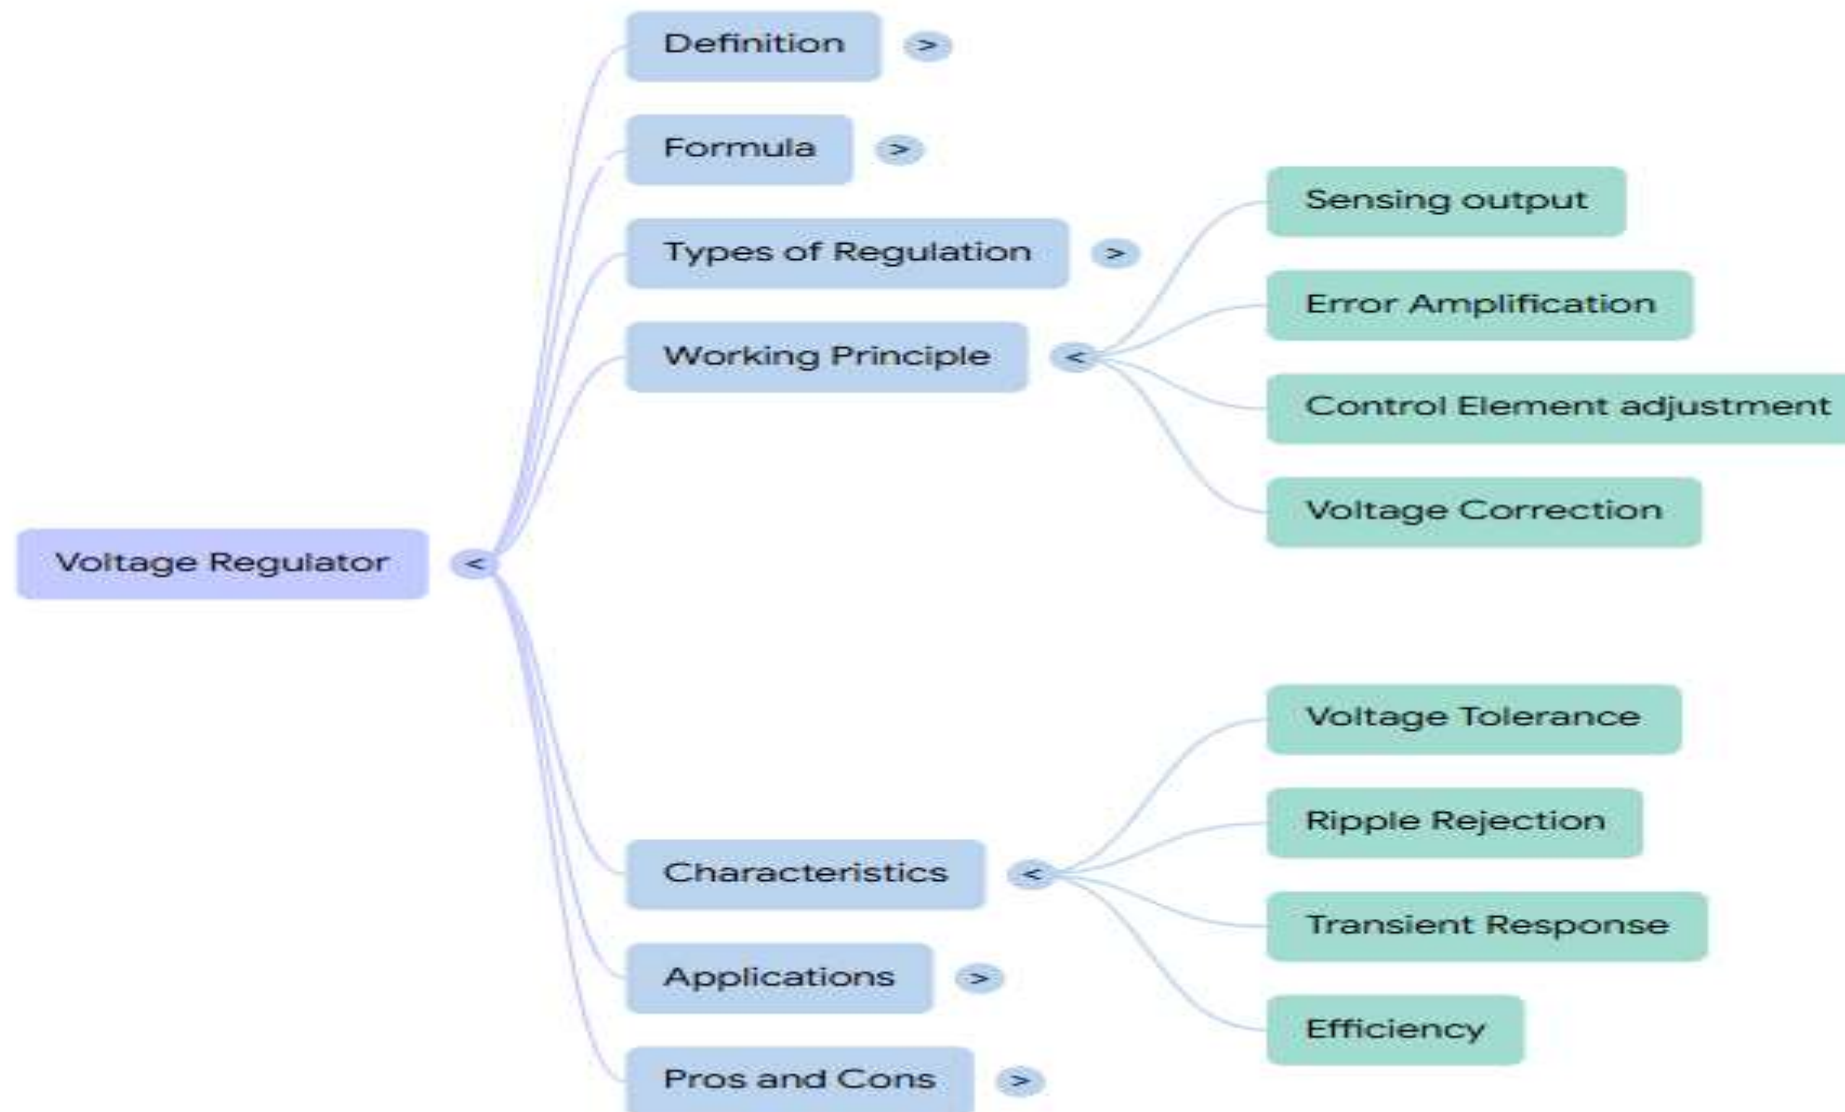 Voltage Regulator
<
Definition
>
Formula
>
Types of Regulation
>
Working Principle
<
Sensing output
Error Amplification
Control Element adjustment
Voltage Correction
Characteristics
<
Voltage Tolerance
Ripple Rejection
Transient Response
Efficiency
Applications
>
Pros and Cons
>